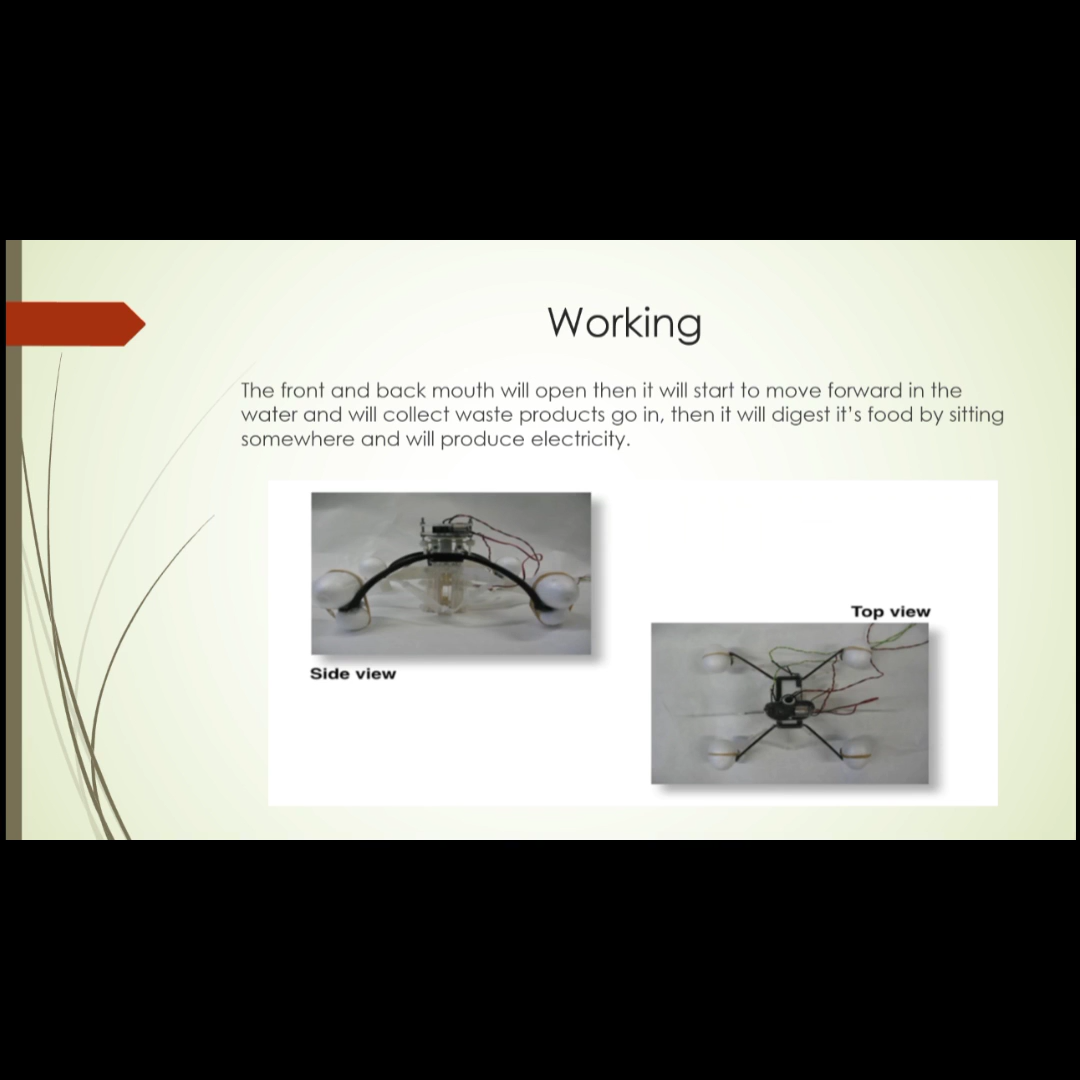 Working
The front and back mouth will open then it will start to move forward in the
water and will collect waste products go in, then it will digest it’s food by sitting
somewhere and will produce electricity.
Side view
Top view